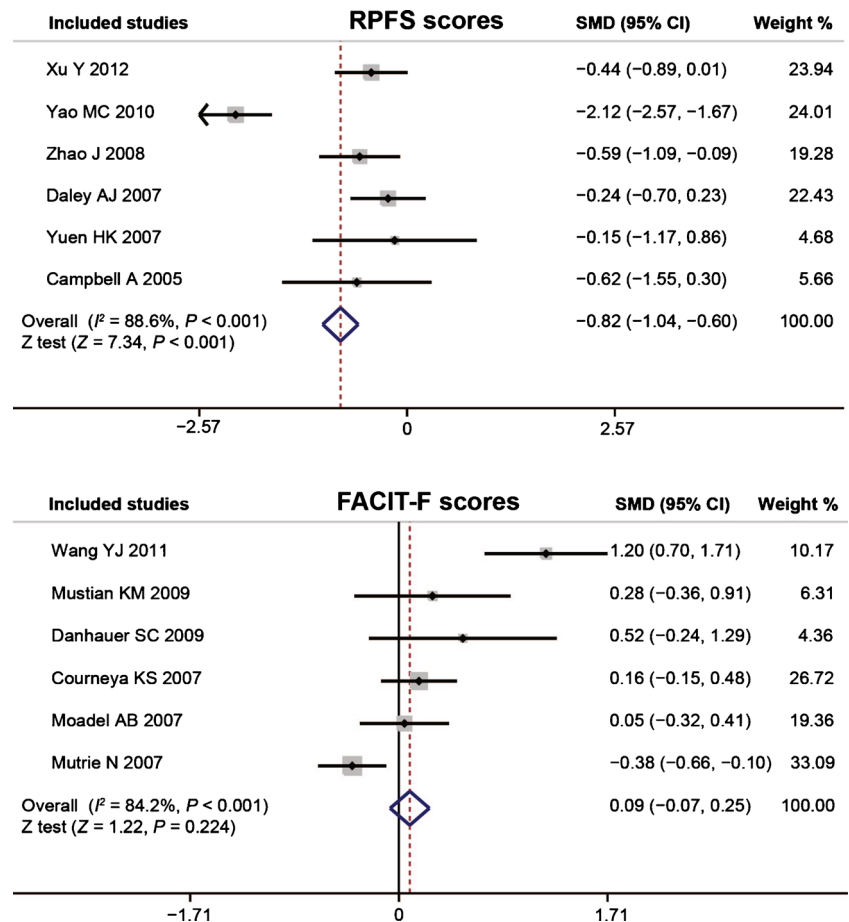 Included studies RPFS scores SMD (95% CI) Weight %
Xu Y 2012 −0.44 (−0.89, 0.01) 23.94
Yao MC 2010 −2.12 (−2.57, −1.67) 24.01
Zhao J 2008 −0.59 (−1.09, −0.09) 19.28
Daley AJ 2007 −0.24 (−0.70, 0.23) 22.43
Yuen HK 2007 −0.15 (−1.17, 0.86) 4.68
Campbell A 2005 −0.62 (−1.55, 0.30) 5.66
Overall (I² = 88.6%, P < 0.001) −0.82 (−1.04, −0.60) 100.00
Z test (Z = 7.34, P < 0.001)
−2.57 0 2.57
Included studies FACIT-F scores SMD (95% CI) Weight %
Wang YJ 2011 1.20 (0.70, 1.71) 10.17
Mustian KM 2009 0.28 (−0.36, 0.91) 6.31
Danhauer SC 2009 0.52 (−0.24, 1.29) 4.36
Courneya KS 2007 0.16 (−0.15, 0.48) 26.72
Moadel AB 2007 0.05 (−0.32, 0.41) 19.36
Mutrie N 2007 −0.38 (−0.66, −0.10) 33.09
Overall (I² = 84.2%, P < 0.001) 0.09 (−0.07, 0.25) 100.00
Z test (Z = 1.22, P = 0.224)
−1.71 0 1.71